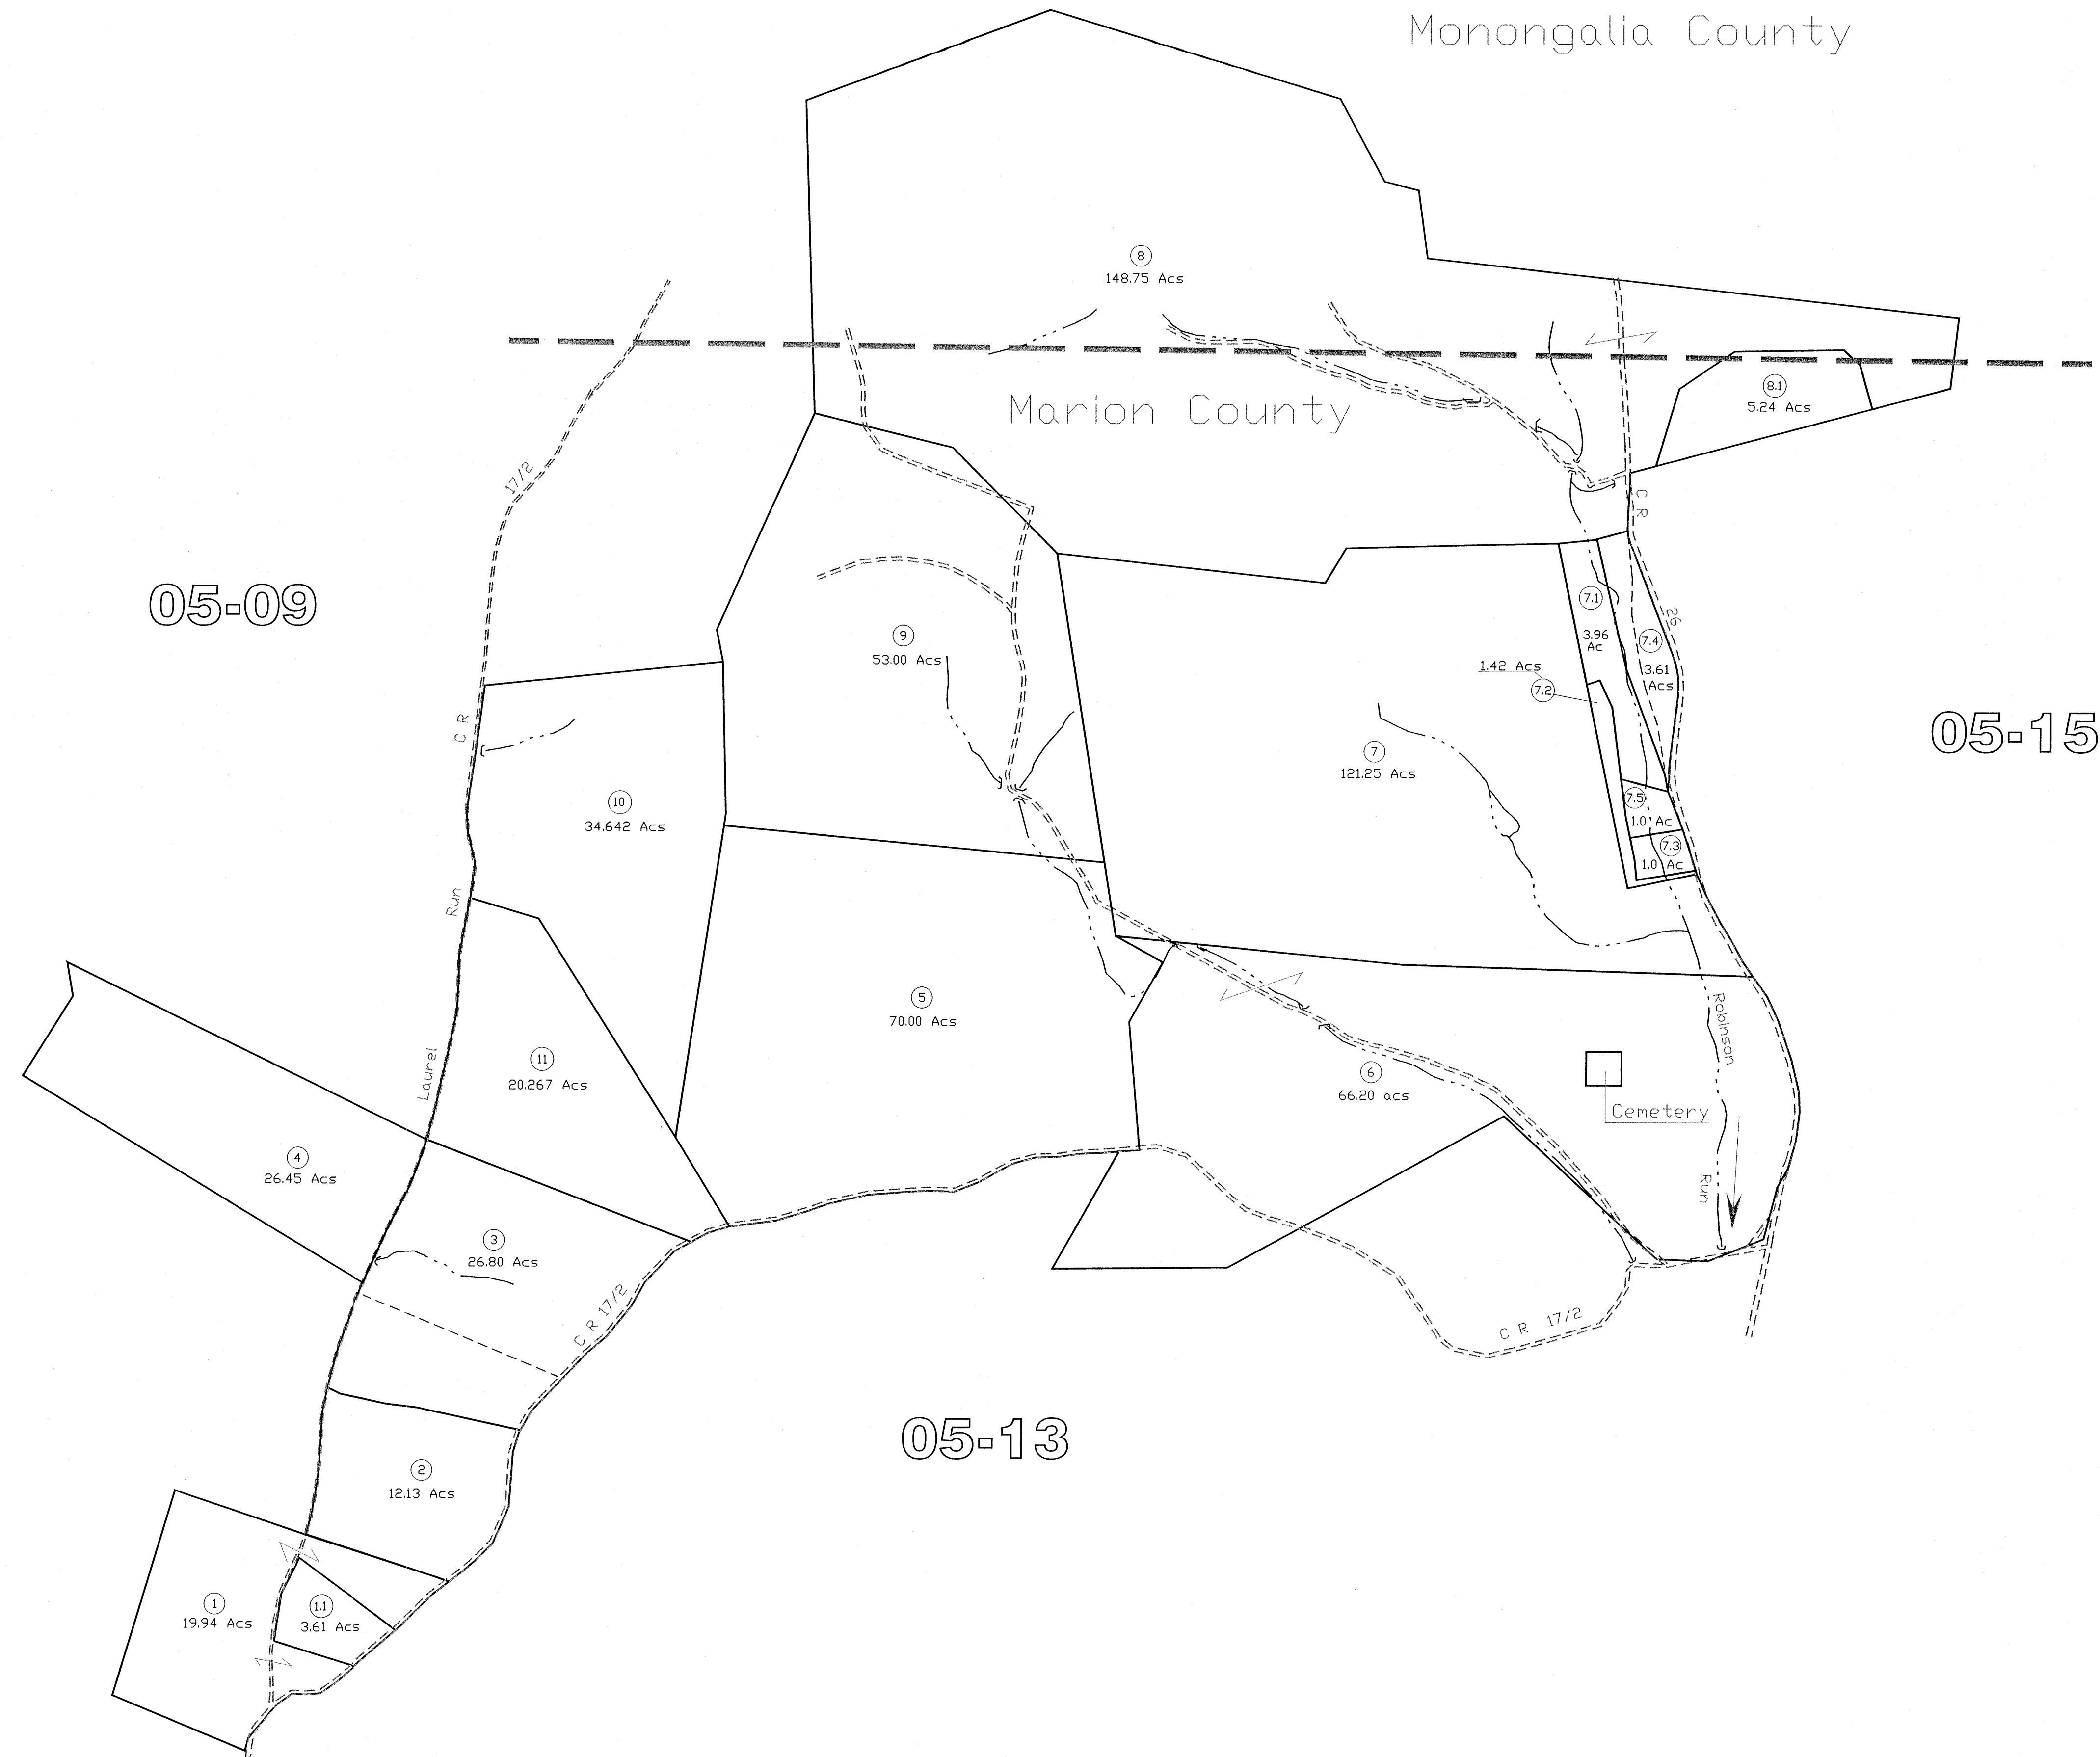 Monongalia County
8
148.75 Acs
8.1
5.24 Acs
Marion County
17/2
C R
05-09
7.1
3.96
Ac
26
7.4
3.61
Acs
9
53.00 Acs
1.42 Acs
7.2
C R
05-15
7
121.25 Acs
10
34.642 Acs
7.5
1.0 Ac
7.3
1.0 Ac
Run
5
70.00 Acs
Robinson
11
20.267 Acs
Laurel
6
66.20 acs
Cemetery
4
26.45 Acs
Run
3
26.80 Acs
C R 17/2
C R 17/2
05-13
2
12.13 Acs
1
19.94 Acs
1.1
3.61 Acs